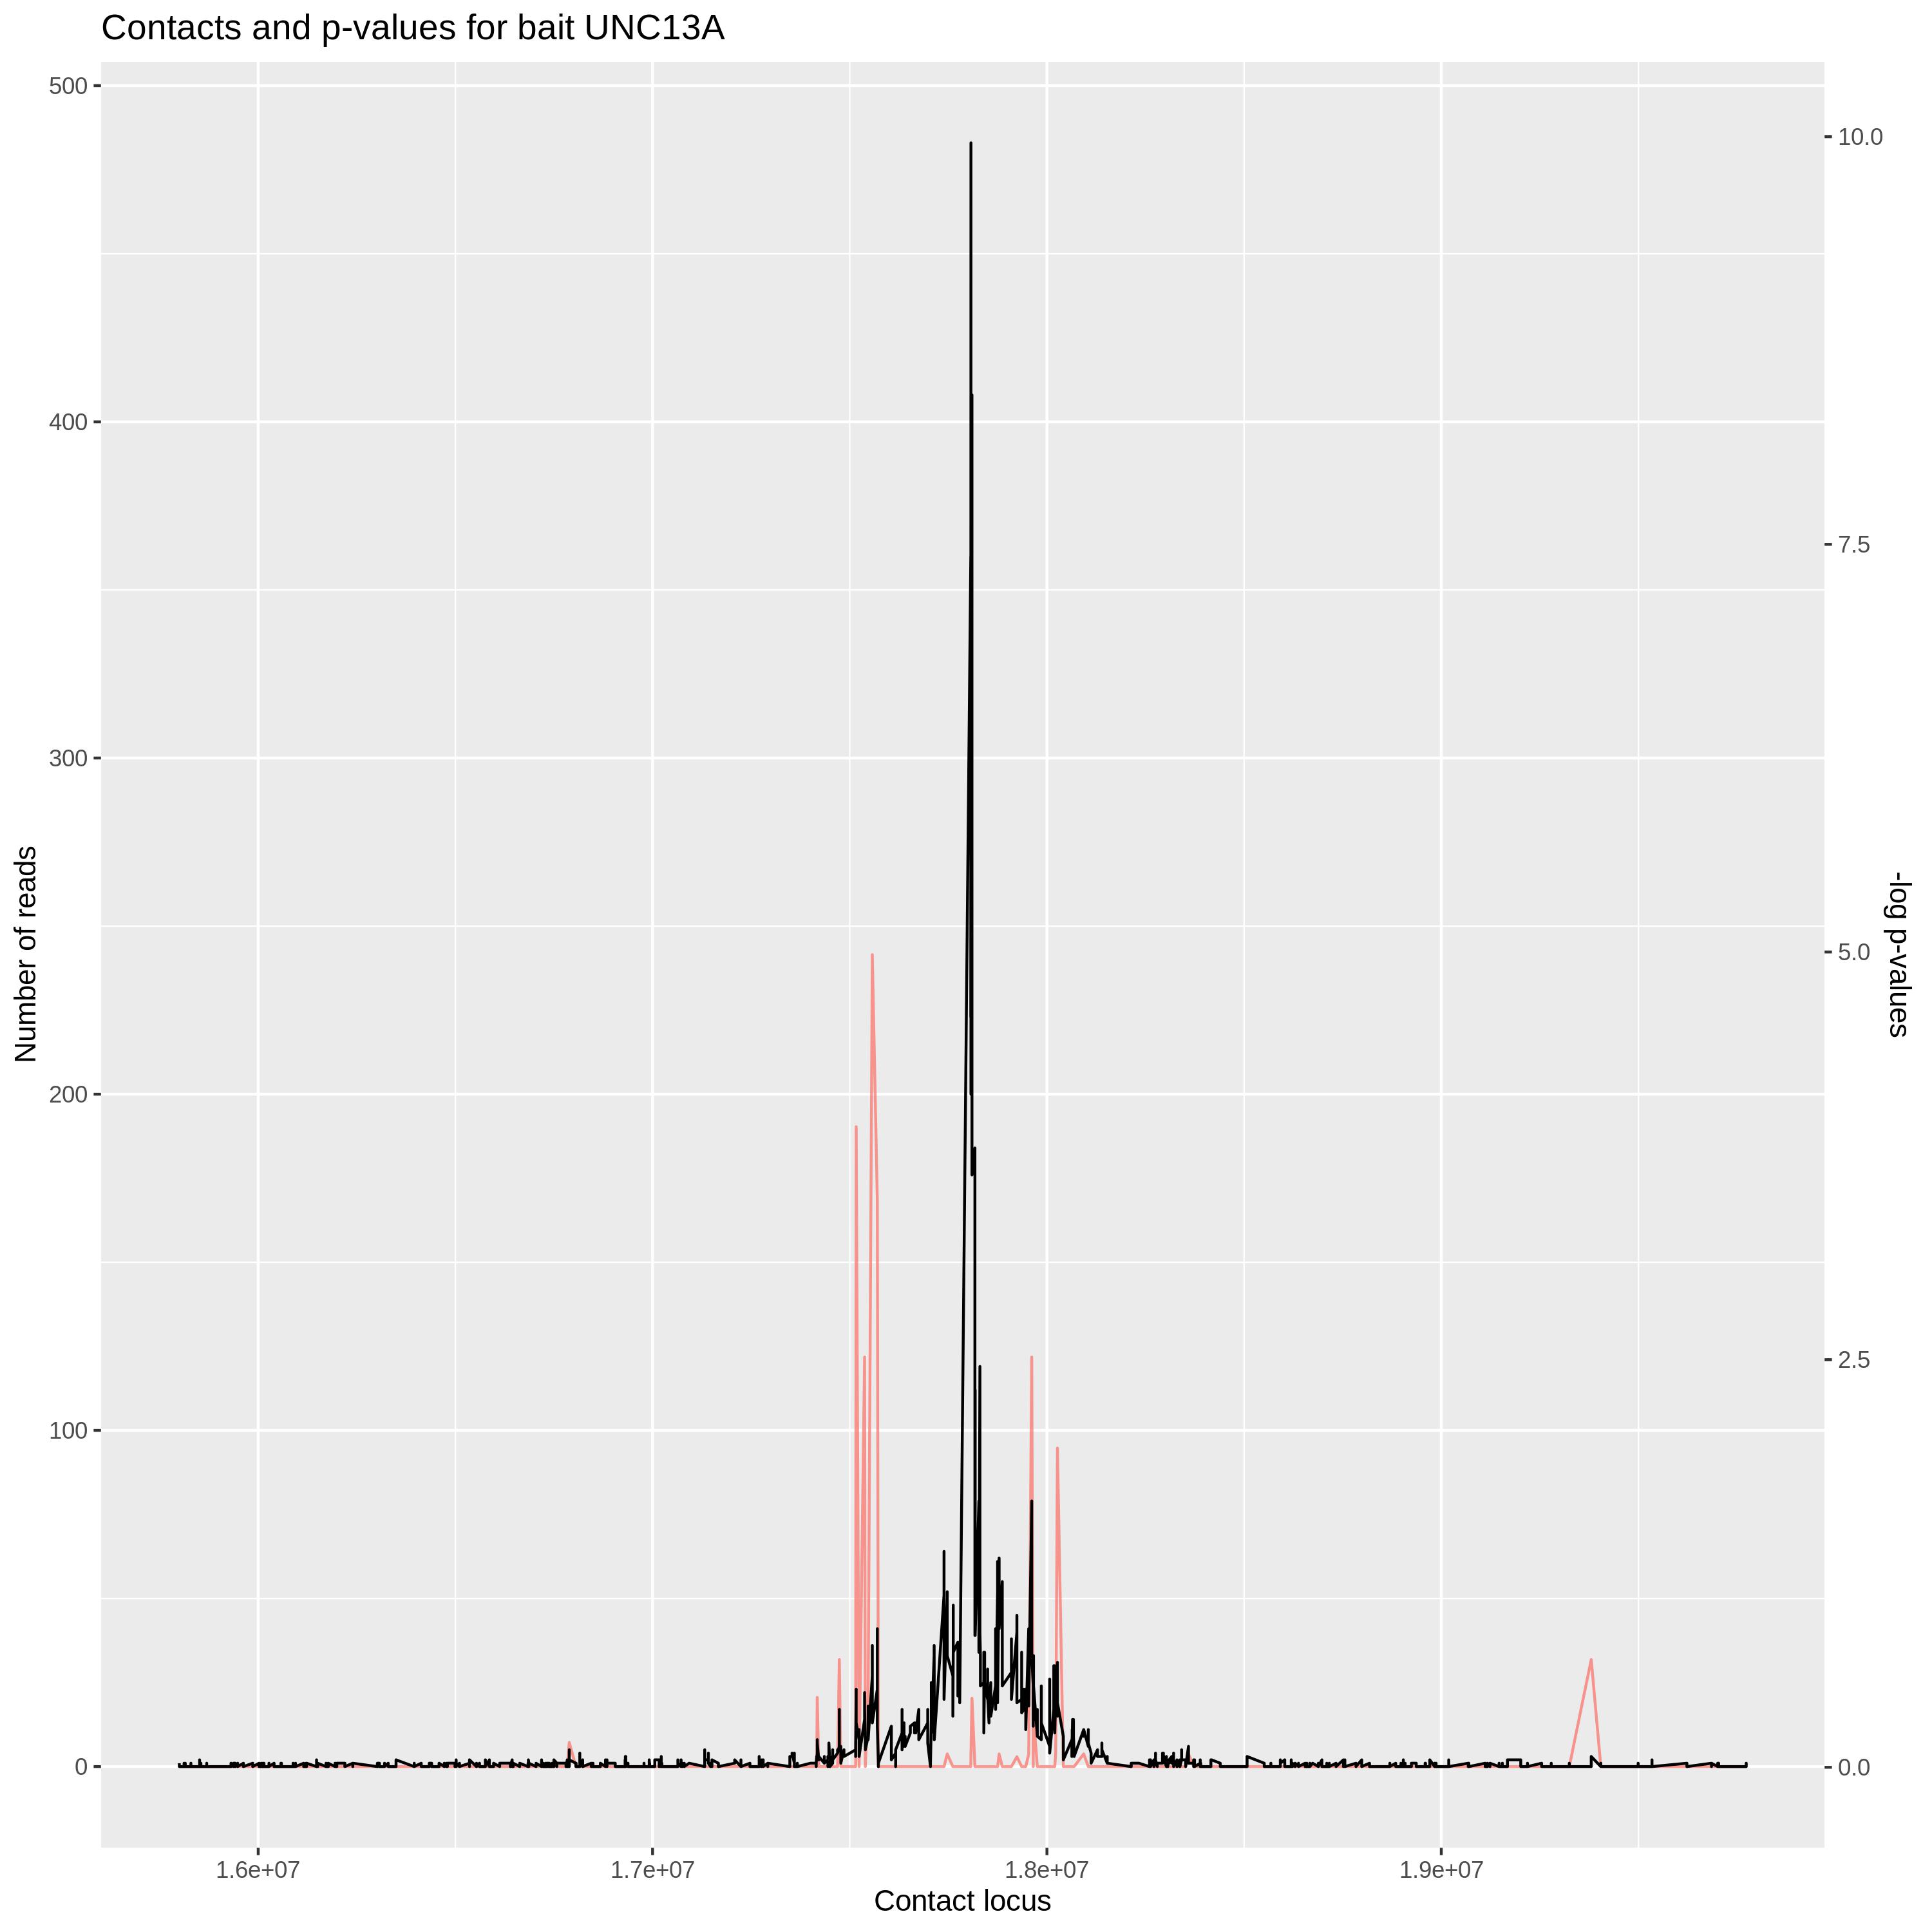 Contacts and p-values for bait UNC13A
500
400
300
200
100
0
Number of reads
10.0
7.5
5.0
2.5
0.0
-log p-values
1.6e+07
1.7e+07
1.8e+07
1.9e+07
Contact locus